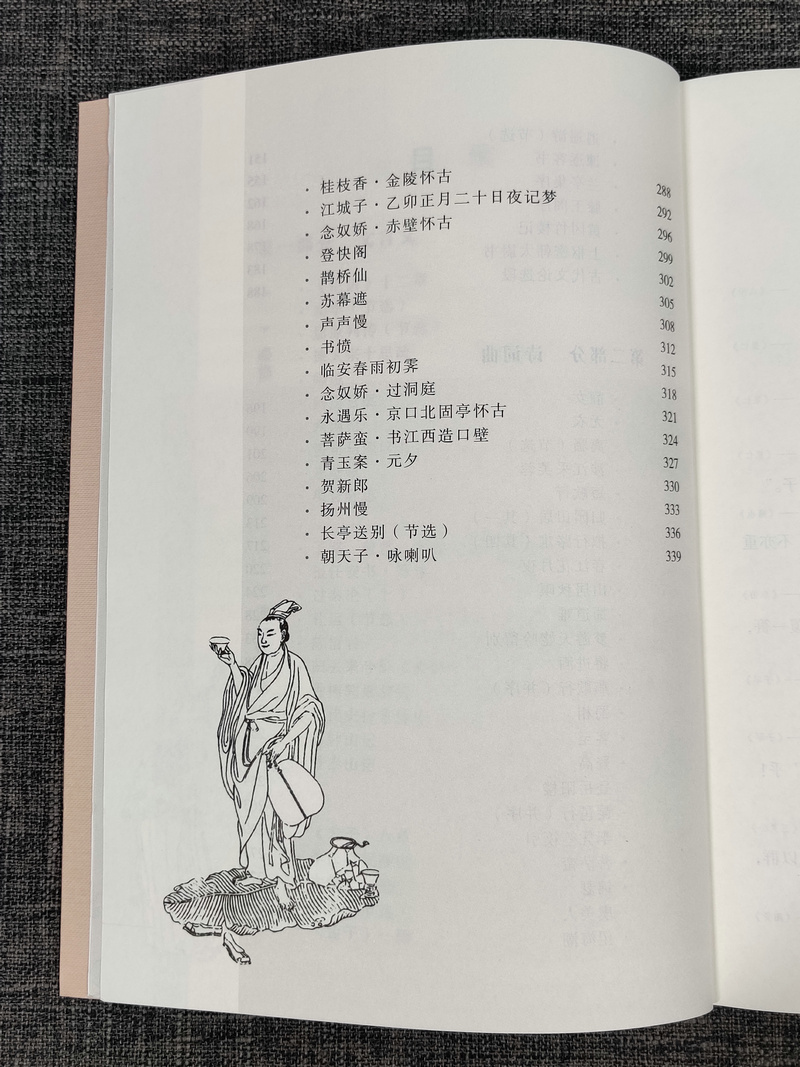 桂枝香·金陵怀古 288
江城子·乙卯正月二十日夜记梦 292
念奴娇·赤壁怀古 296
登快阁 299
鹊桥仙 302
苏幕遮 305
声声慢 308
书愤 312
临安春雨初霁 315
念奴娇·过洞庭 318
永遇乐·京口北固亭怀古 321
菩萨蛮·书江西造口壁 324
青玉案·元夕 327
贺新郎 330
扬州慢 333
长亭送别（节选） 336
朝天子·咏喇叭 339